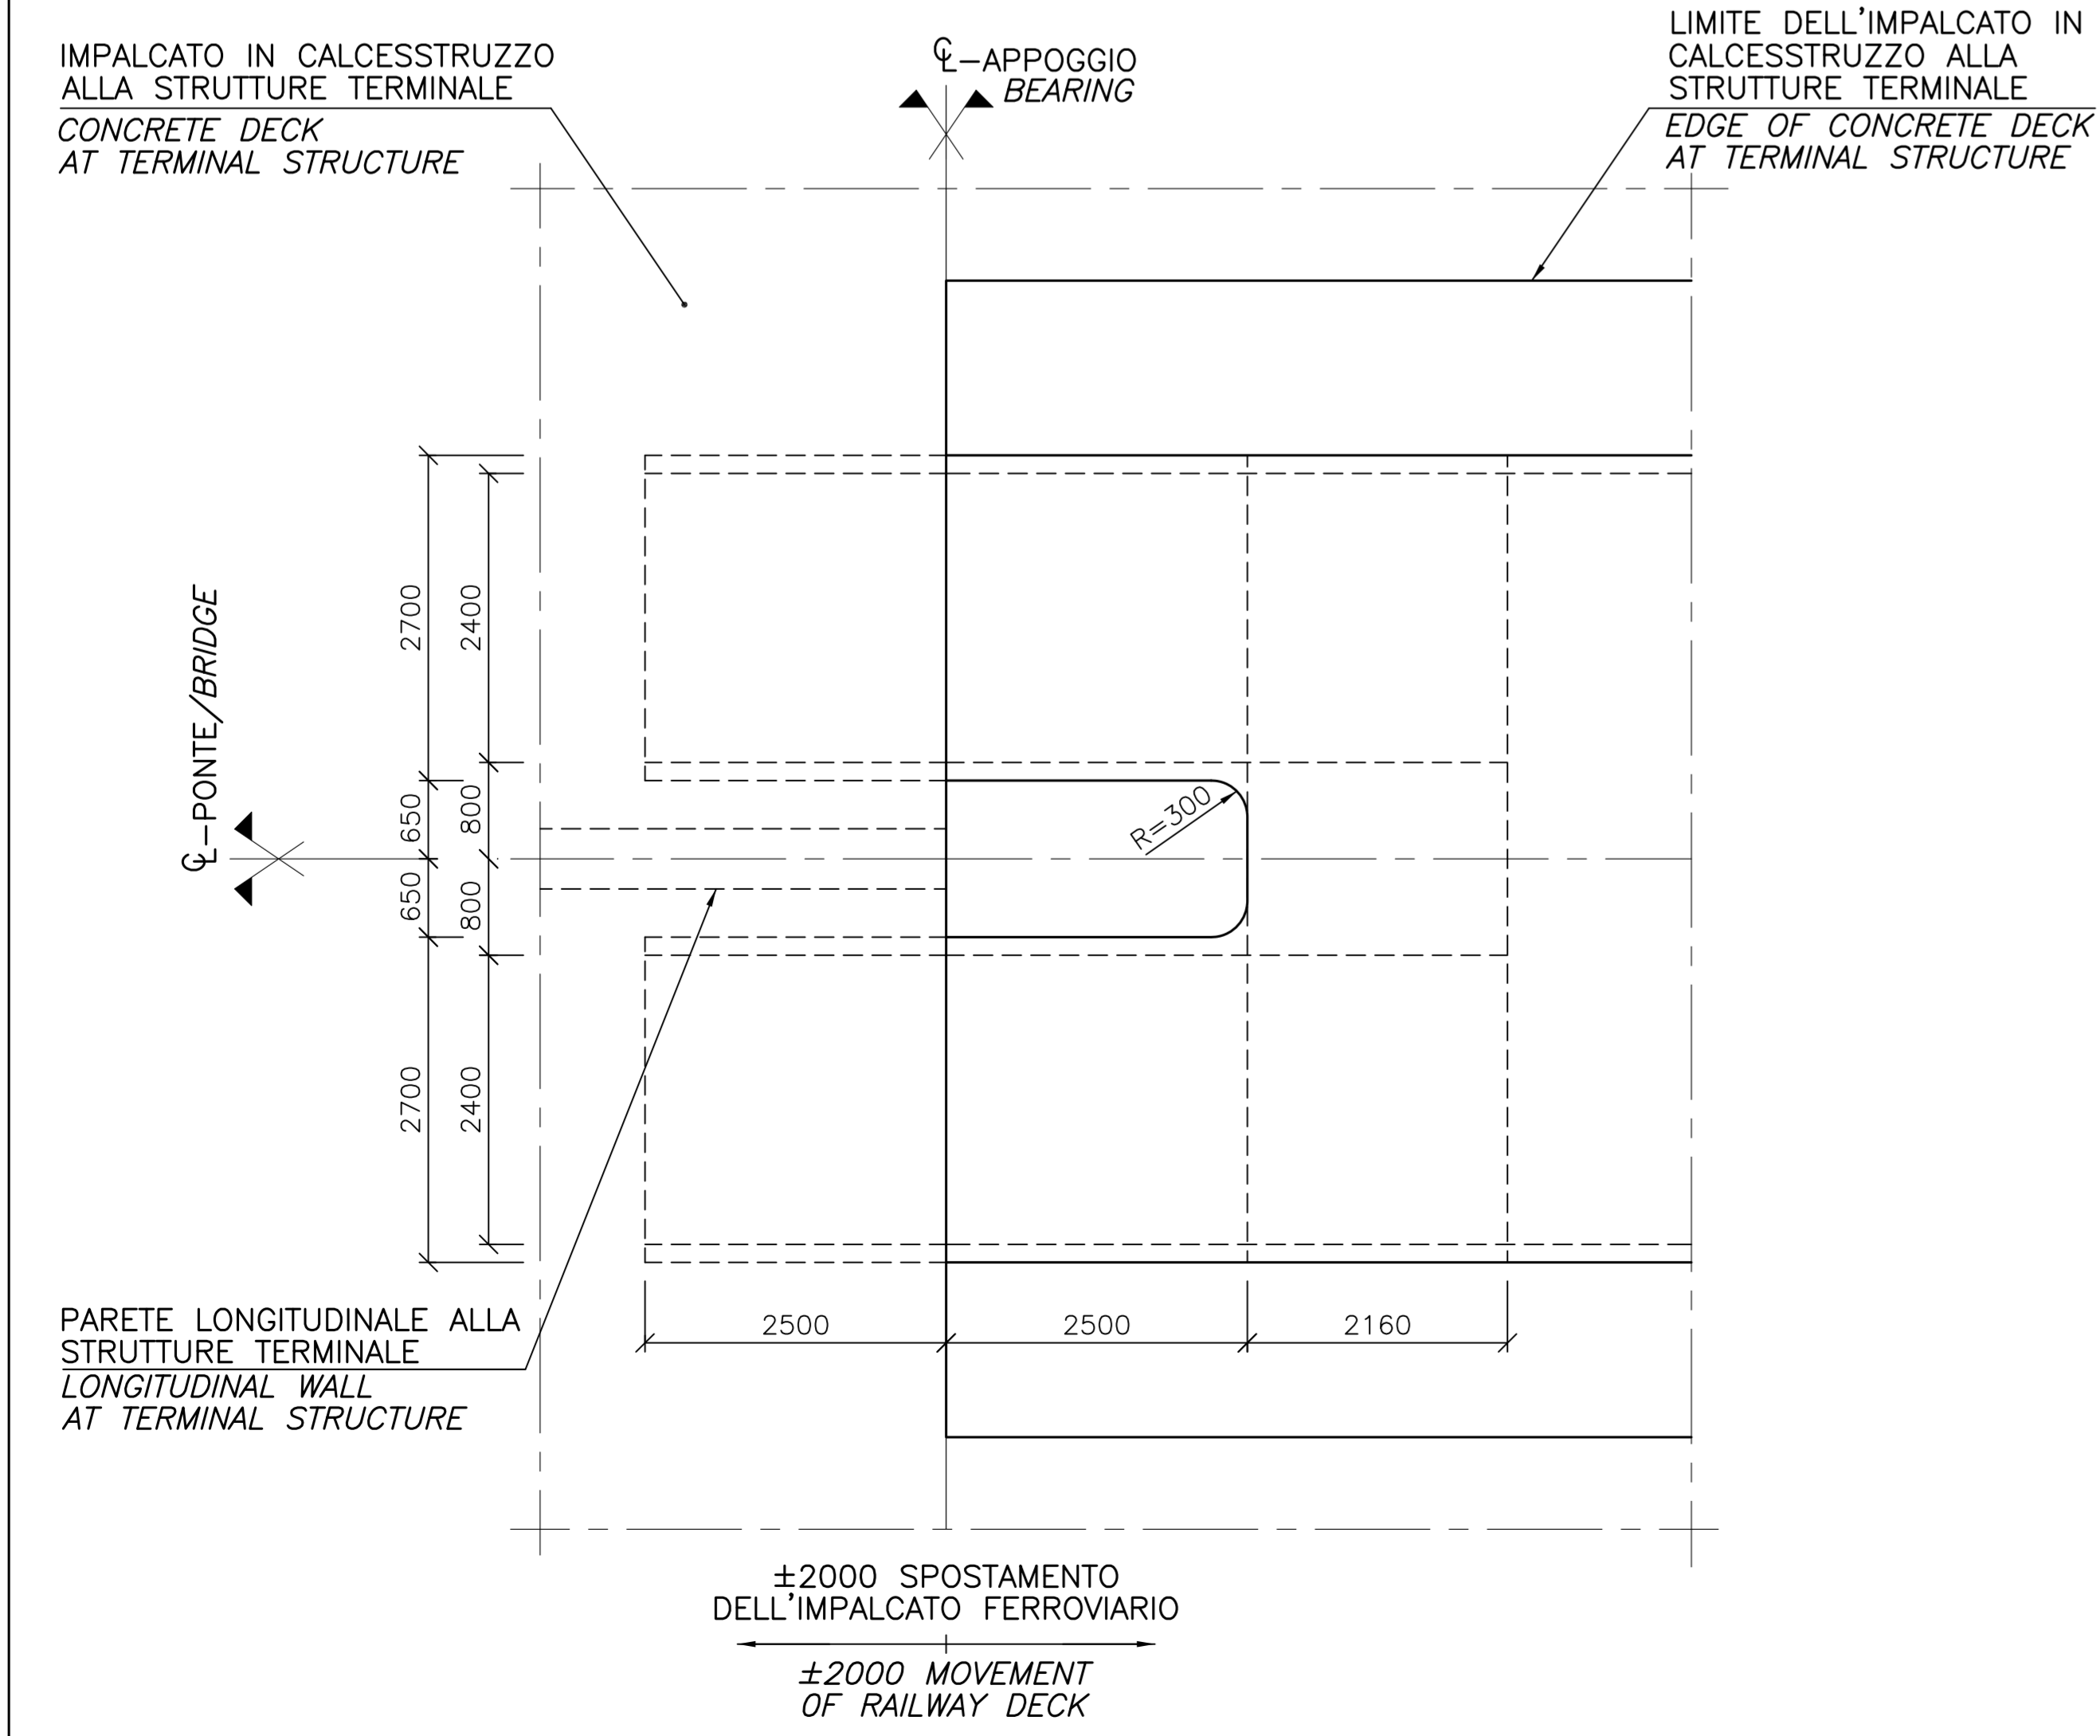 IMPALCATO IN CALCESSTRUZZO
ALLA STRUTTURE TERMINALE
CONCRETE DECK
AT TERMINAL STRUCTURE
℄-APPOGGIO
BEARING
LIMITE DELL'IMPALCATO IN
CALCESSTRUZZO ALLA
STRUTTURE TERMINALE
EDGE OF CONCRETE DECK
AT TERMINAL STRUCTURE
℄-PONTE/BRIDGE
2700
2400
650
800
650
800
2700
2400
R=300
2500
2500
2160
PARETE LONGITUDINALE ALLA
STRUTTURE TERMINALE
LONGITUDINAL WALL
AT TERMINAL STRUCTURE
±2000 SPOSTAMENTO
DELL'IMPALCATO FERROVIARIO
±2000 MOVEMENT
OF RAILWAY DECK